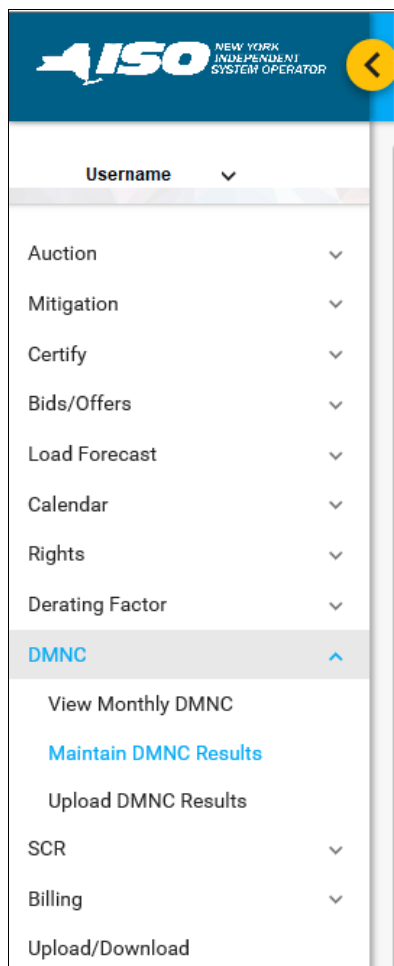 ISO
NEW YORK
INDEPENDENT
SYSTEM OPERATOR
Username
Auction
Mitigation
Certify
Bids/Offers
Load Forecast
Calendar
Rights
Derating Factor
DMNC
View Monthly DMNC
Maintain DMNC Results
Upload DMNC Results
SCR
Billing
Upload/Download